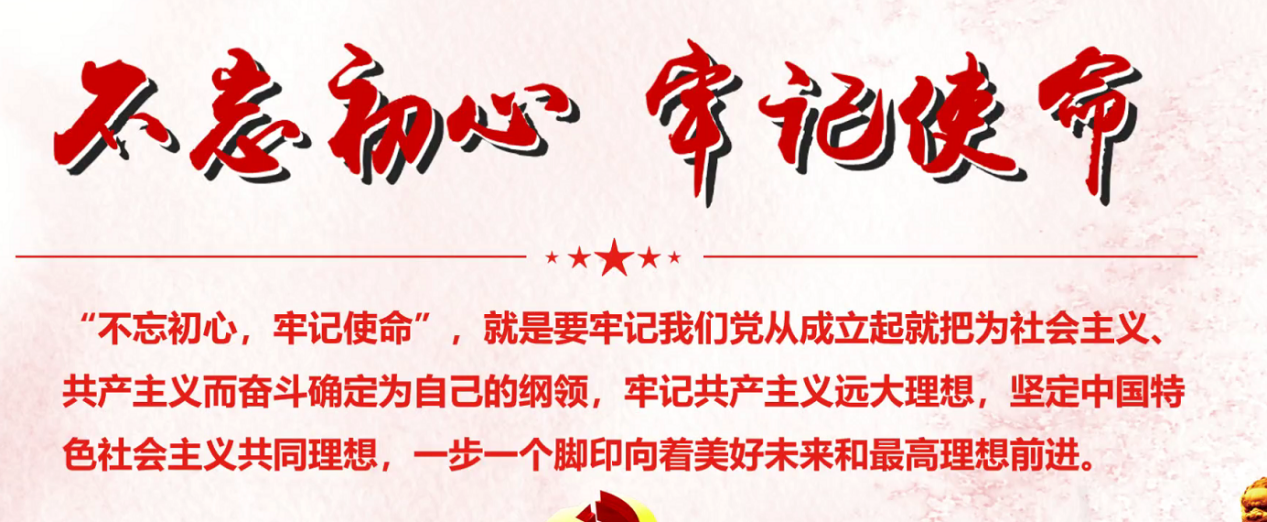 不忘初心 牢记使命
“不忘初心，牢记使命”，就是要牢记我们党从成立起就把为社会主义、
共产主义而奋斗确定为自己的纲领，牢记共产主义远大理想，坚定中国特
色社会主义共同理想，一步一个脚印向着美好未来和最高理想前进。